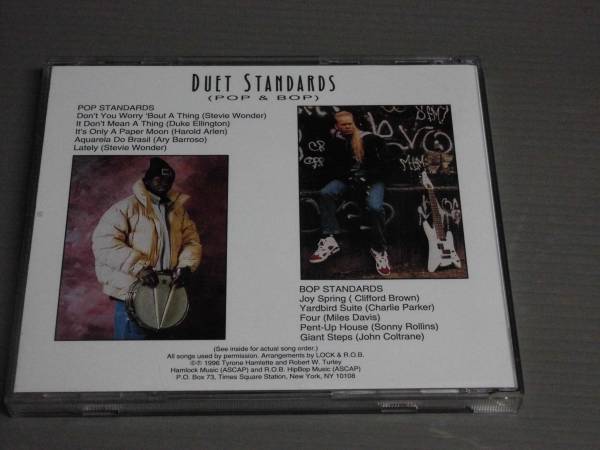 DUET STANDARDS
(POP & BOP)
POP STANDARDS
Don't You Worry 'Bout A Thing (Stevie Wonder)
It Don't Mean A Thing (Duke Ellington)
It's Only A Paper Moon (Harold Arlen)
Aquarela Do Brasil (Ary Barroso)
Lately (Stevie Wonder)
BOP STANDARDS
Joy Spring ( Clifford Brown)
Yardbird Suite (Charlie Parker)
Four (Miles Davis)
Pent-Up House (Sonny Rollins)
Giant Steps (John Coltrane)
(See inside for actual song order.)
All songs used by permission. Arrangements by LOCK & R.O.B.
©℗ 1996 Tyrone Hamlette and Robert W. Turley
Hamlock Music (ASCAP) and R.O.B. HipBop Music (ASCAP)
P.O. Box 73, Times Square Station, New York, NY 10108